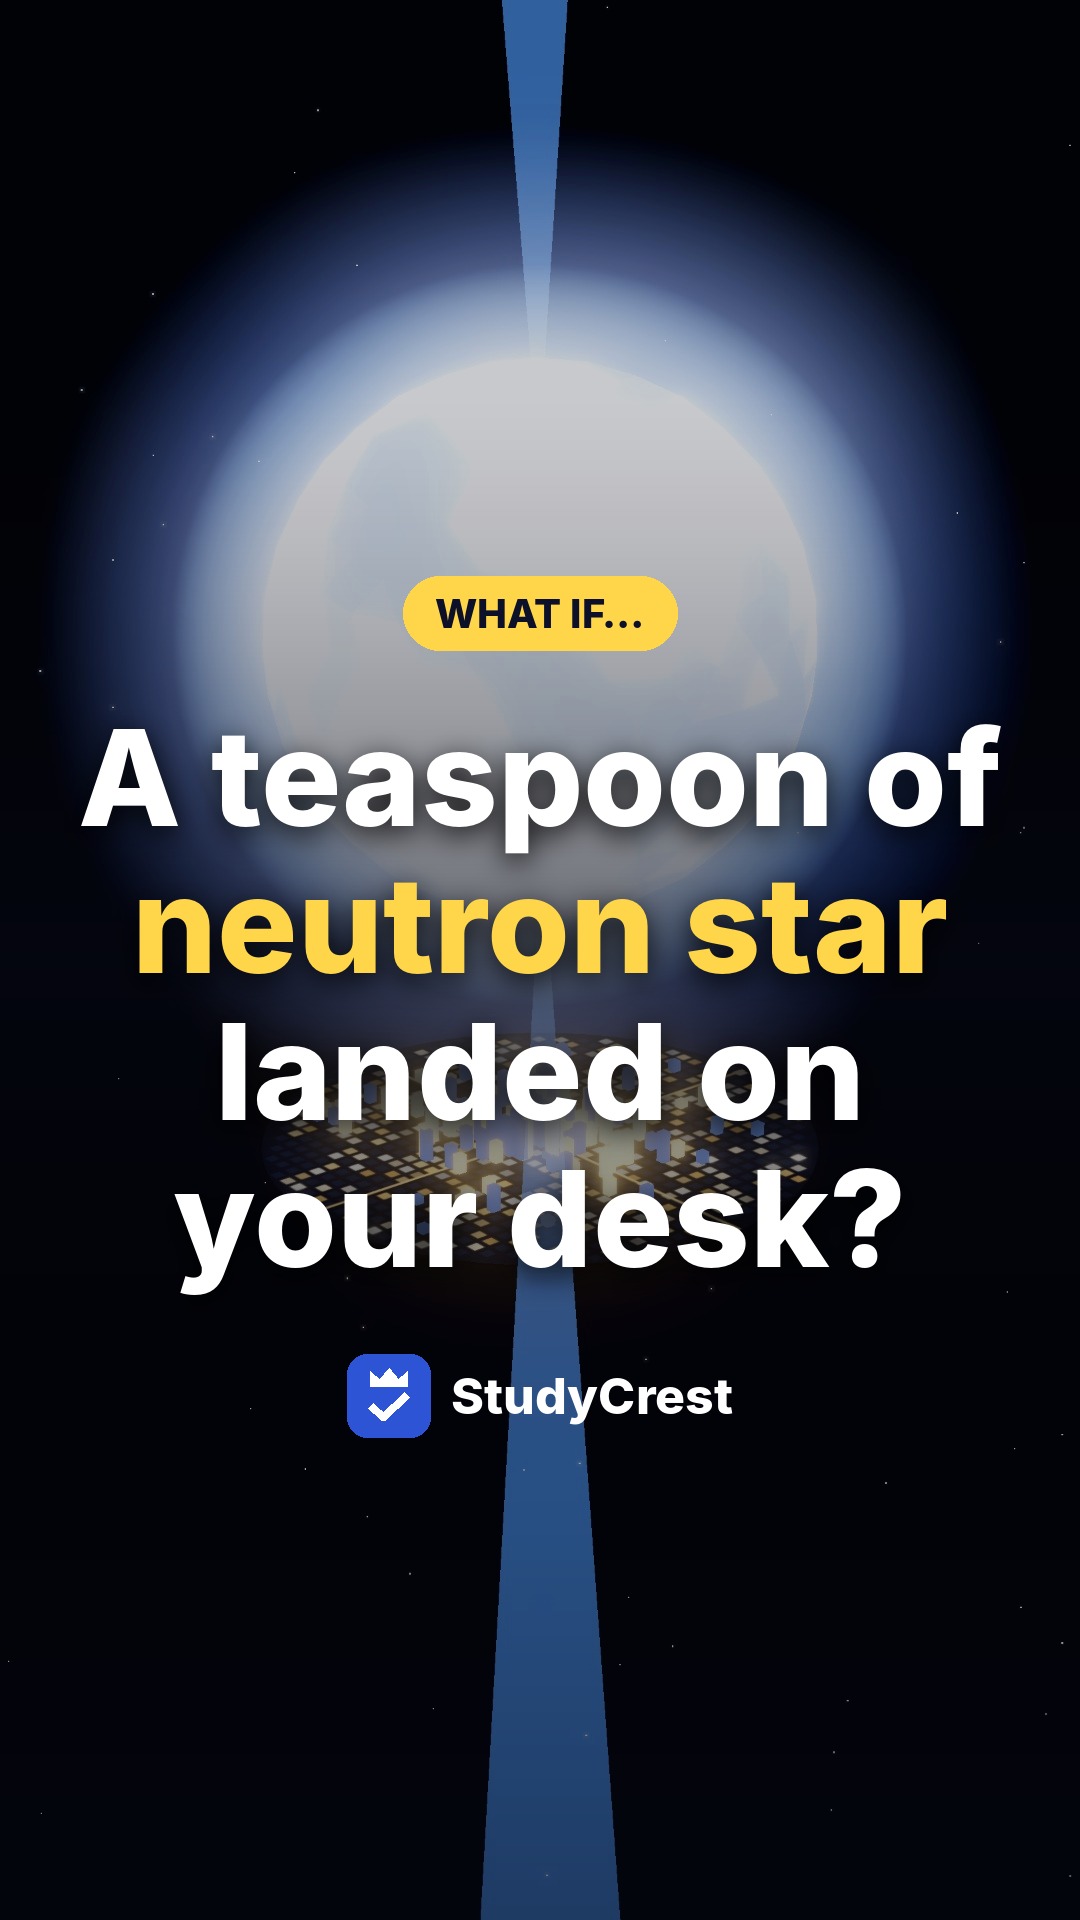 WHAT IF...
A teaspoon of
neutron star
landed on
your desk?
StudyCrest